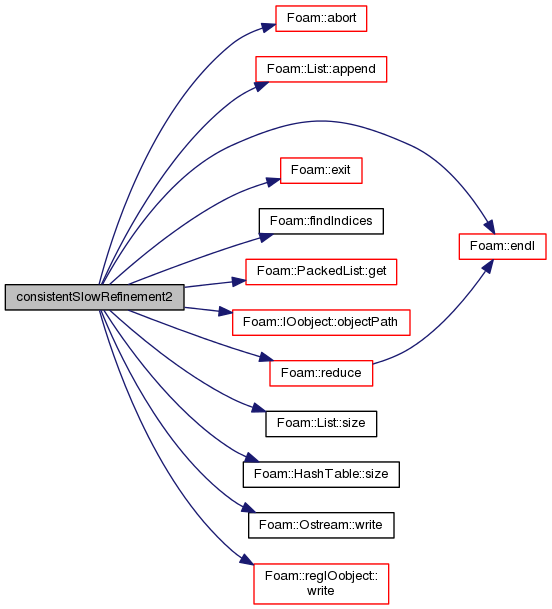 Foam::abort
Foam::List::append
Foam::exit
Foam::findIndices
Foam::endl
Foam::PackedList::get
consistentSlowRefinement2
Foam::IOobject::objectPath
Foam::reduce
Foam::List::size
Foam::HashTable::size
Foam::Ostream::write
Foam::regIOobject::
write